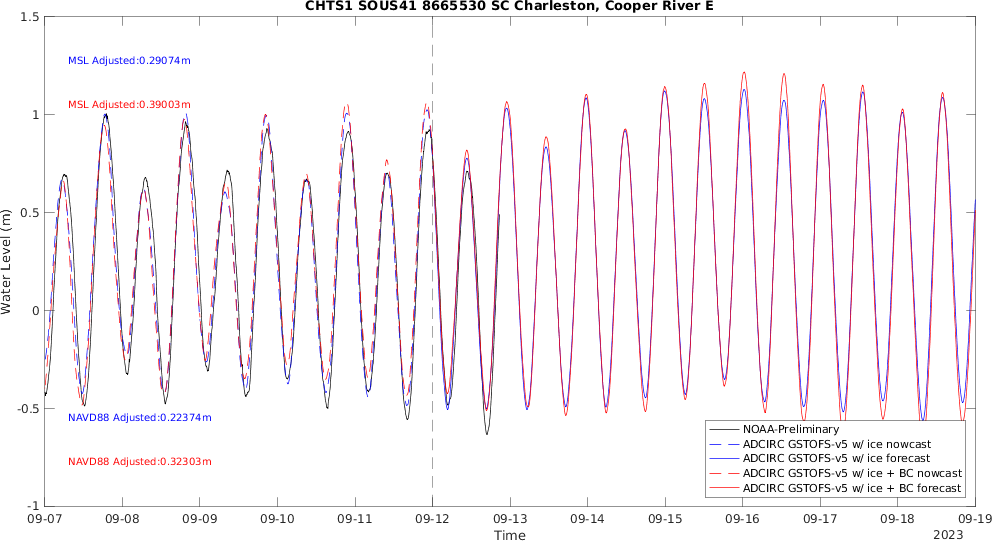 CHTS1 SOUS41 8665530 SC Charleston, Cooper River E
1.5
1
0.5
0
-0.5
-1
Water Level (m)
MSL Adjusted:0.29074m
MSL Adjusted:0.39003m
NAVD88 Adjusted:0.22374m
NAVD88 Adjusted:0.32303m
NOAA-Preliminary
ADCIRC GSTOFS-v5 w/ ice nowcast
ADCIRC GSTOFS-v5 w/ ice forecast
ADCIRC GSTOFS-v5 w/ ice + BC nowcast
ADCIRC GSTOFS-v5 w/ ice + BC forecast
09-07 09-08 09-09 09-10 09-11 09-12 09-13 09-14 09-15 09-16 09-17 09-18 09-19
Time
2023